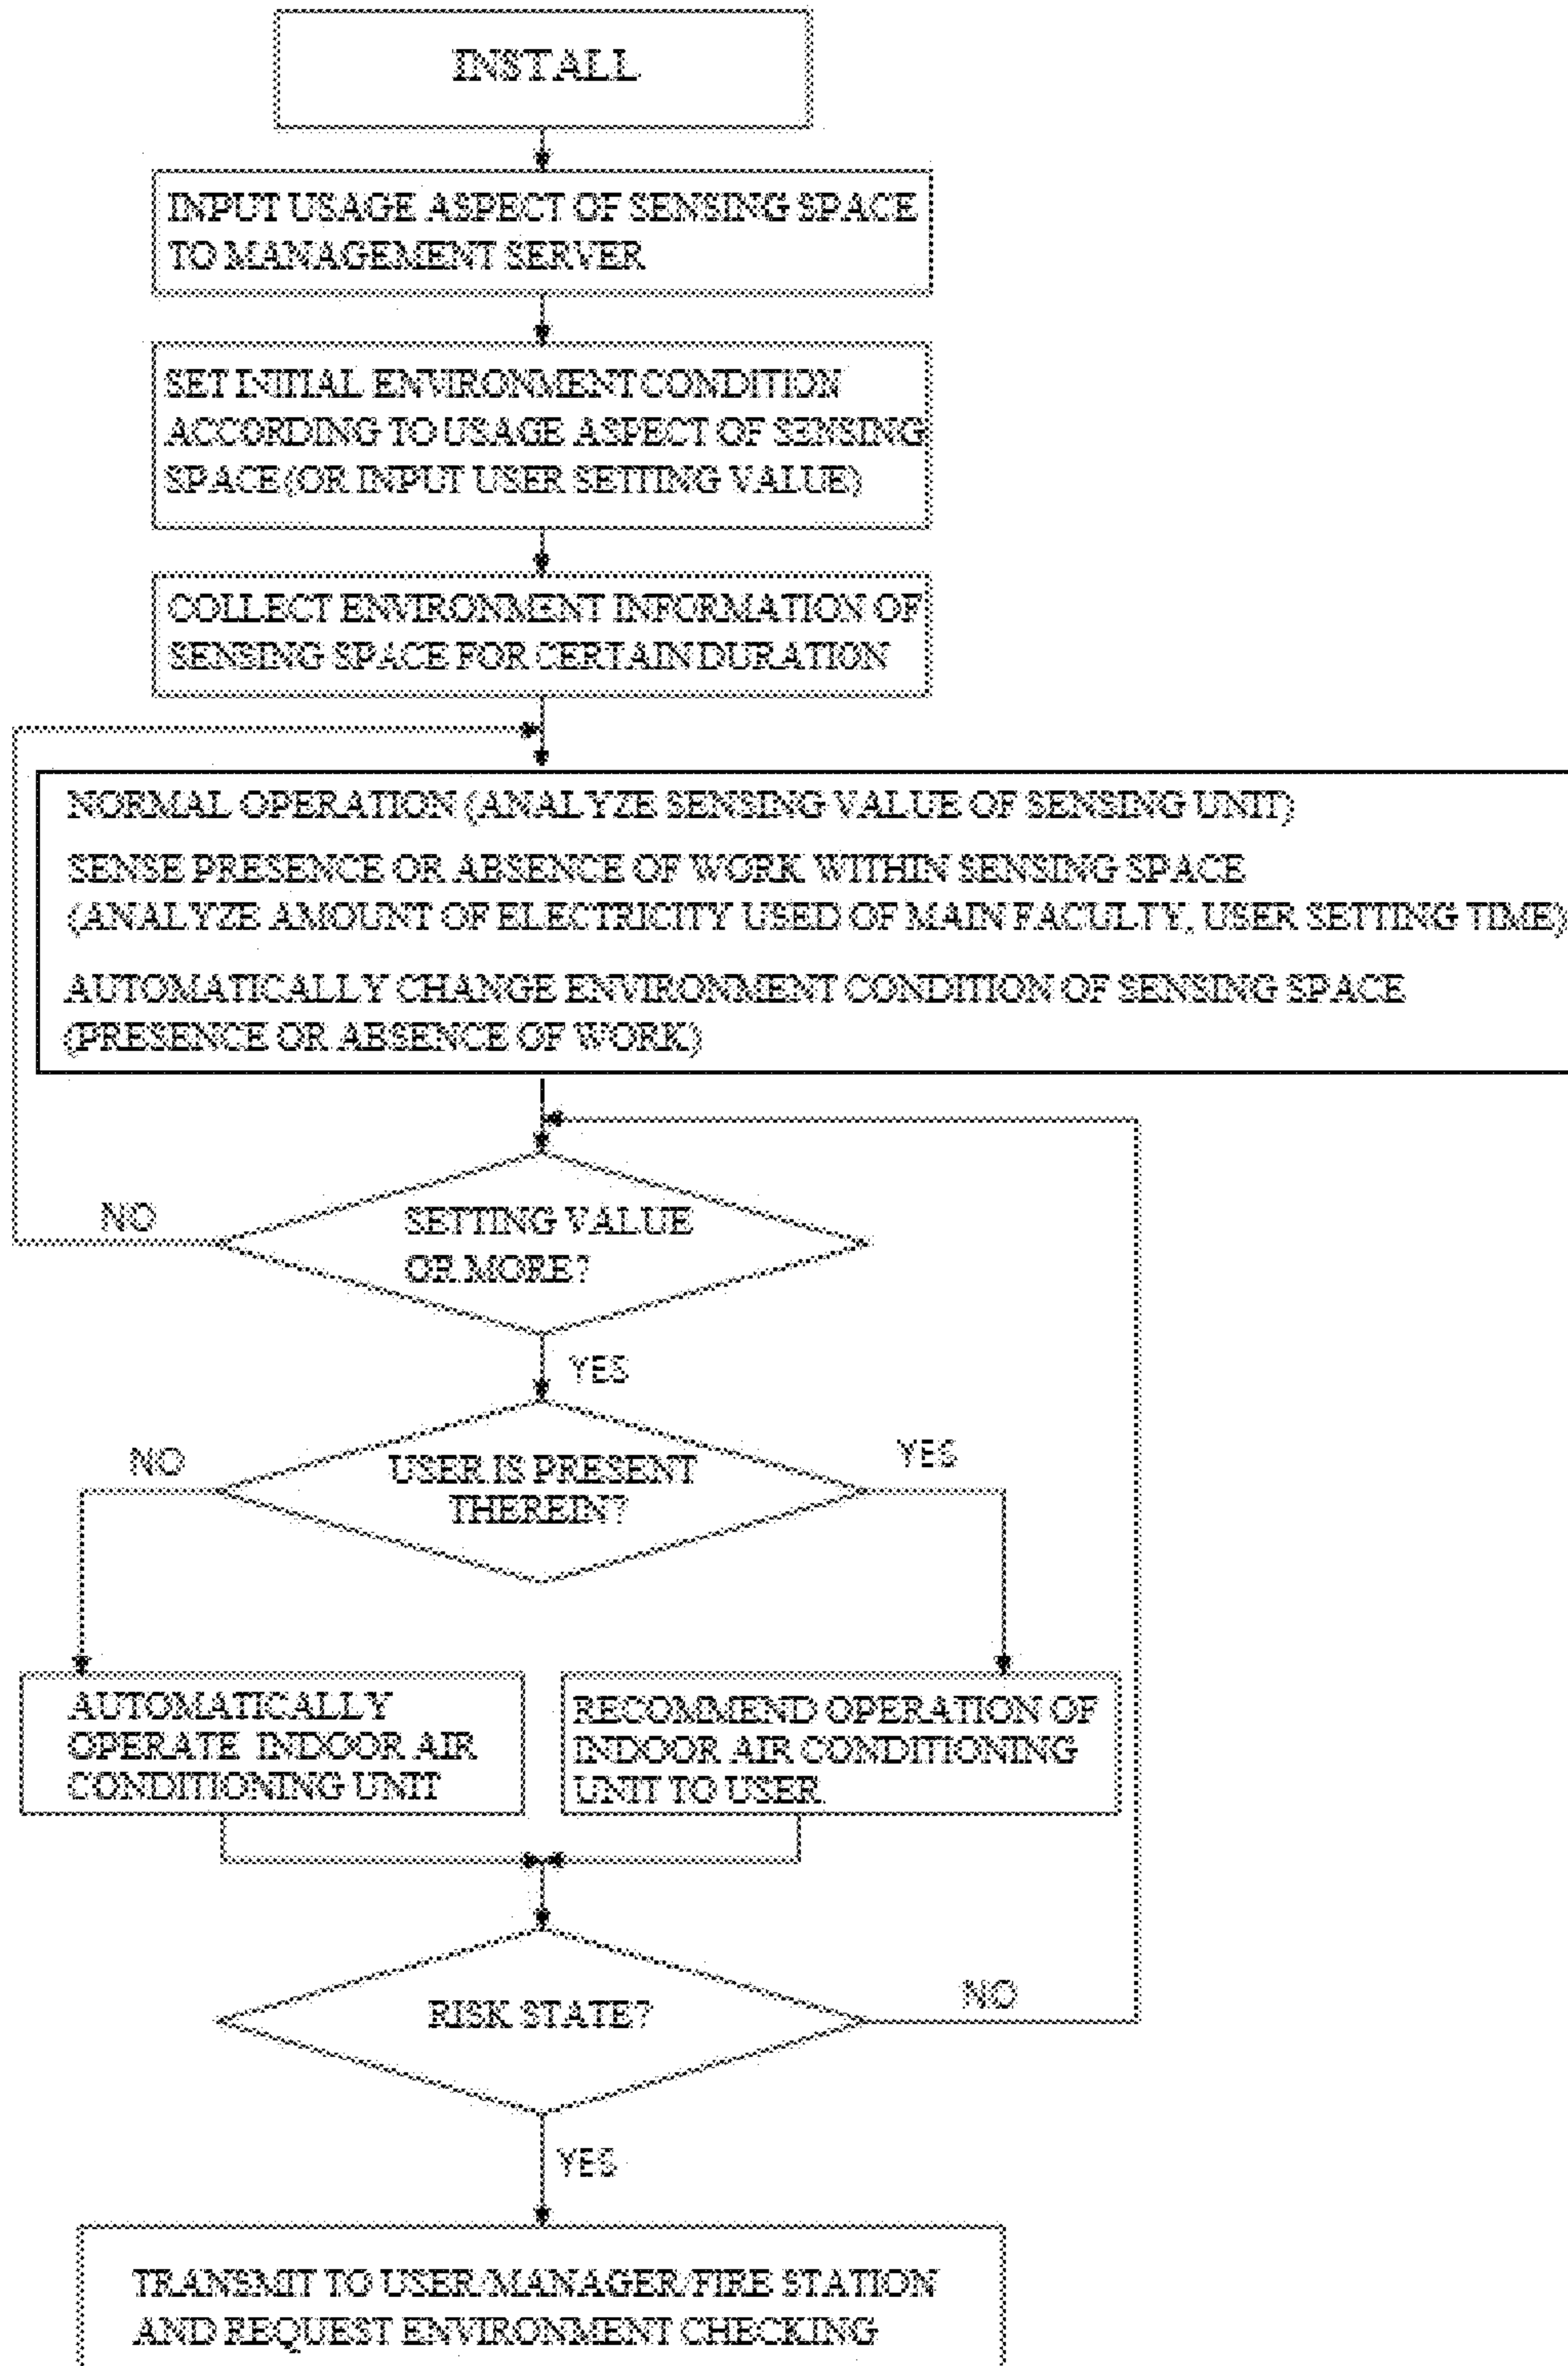 INSTALL
INPUT USAGE ASPECT OF SENSING SPACE
TO MANAGEMENT SERVER
SET INITIAL ENVIRONMENT CONDITION
ACCORDING TO USAGE ASPECT OF SENSING
SPACE (OR INPUT USER SETTING VALUE)
COLLECT ENVIRONMENT INFORMATION OF
SENSING SPACE FOR CERTAIN DURATION
NORMAL OPERATION (ANALYZE SENSING VALUE OF SENSING UNIT)
SENSE PRESENCE OR ABSENCE OF WORK WITHIN SENSING SPACE
(ANALYZE AMOUNT OF ELECTRICITY USED OF MAIN FACULTY, USER SETTING TIME)
AUTOMATICALLY CHANGE ENVIRONMENT CONDITION OF SENSING SPACE
(PRESENCE OR ABSENCE OF WORK)
NO
SETTING VALUE
OR MORE?
YES
NO
USER IS PRESENT
THEREIN?
YES
AUTOMATICALLY
OPERATE INDOOR AIR
CONDITIONING UNIT
RECOMMEND OPERATION OF
INDOOR AIR CONDITIONING
UNIT TO USER
RISK STATE?
NO
YES
TRANSMIT TO USER/MANAGER/FIRE STATION
AND REQUEST ENVIRONMENT CHECKING